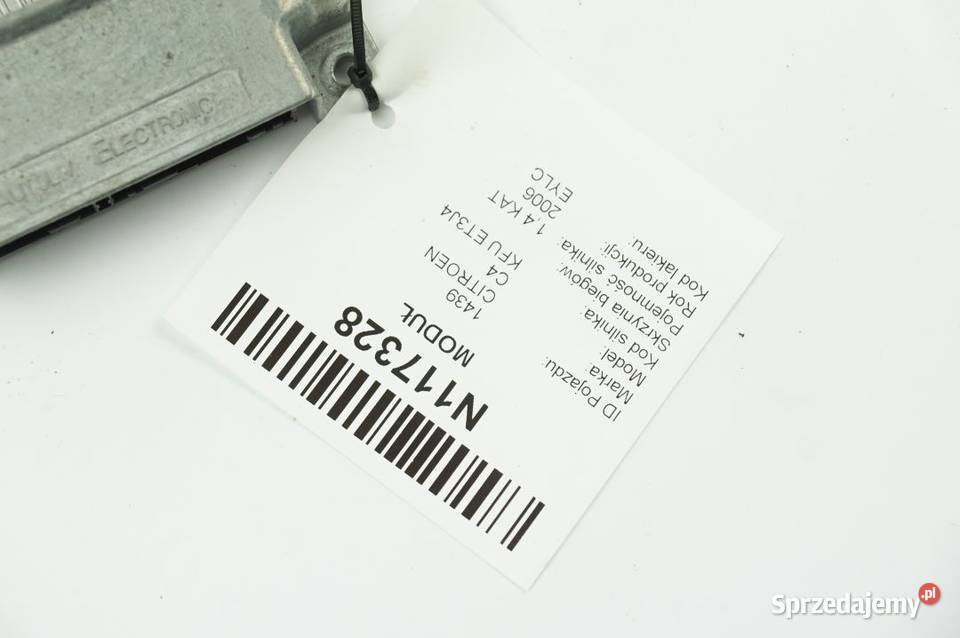 ELECTRONIC
N117328
MODUŁ
ID Pojazdu: 1439
Marka: CITROEN
Model: C4
Kod silnika: KFU ET3J4
Skrzynia biegów:
Pojemność silnika: 1,4 KAT
Rok produkcji: 2006
Kod lakieru: EYLC
Sprzedajemy.pl